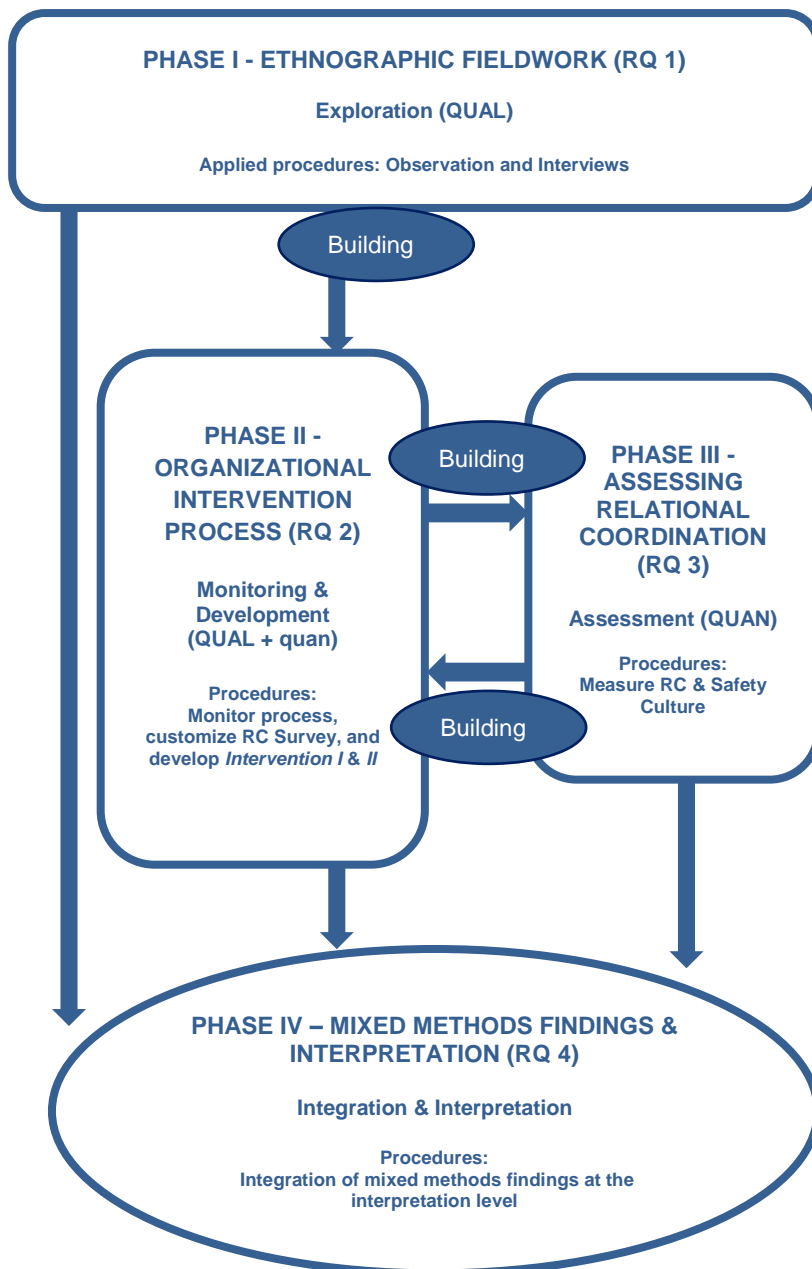 PHASE I - ETHNOGRAPHIC FIELDWORK (RQ 1)
Exploration (QUAL)
Applied procedures: Observation and Interviews
Building
PHASE II -
ORGANIZATIONAL
INTERVENTION
PROCESS (RQ 2)
Monitoring &
Development
(QUAL + quan)
Procedures:
Monitor process,
customize RC Survey, and
develop Intervention I & II
Building
Building
PHASE III -
ASSESSING
RELATIONAL
COORDINATION
(RQ 3)
Assessment (QUAN)
Procedures:
Measure RC & Safety
Culture
PHASE IV – MIXED METHODS FINDINGS &
INTERPRETATION (RQ 4)
Integration & Interpretation
Procedures:
Integration of mixed methods findings at the
interpretation level